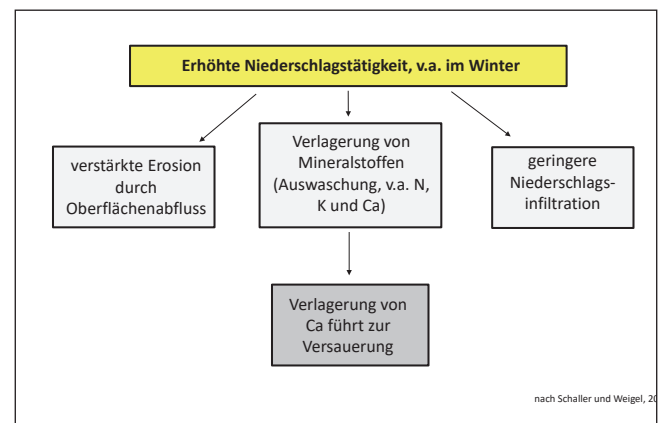 Erhöhte Niederschlagstätigkeit, v.a. im Winter
verstärkte Erosion
durch
Oberflächenabfluss
Verlagerung von
Mineralstoffen
(Auswaschung, v.a. N,
K und Ca)
geringere
Niederschlags-
infiltration
Verlagerung von
Ca führt zur
Versauerung
nach Schaller und Weigel,